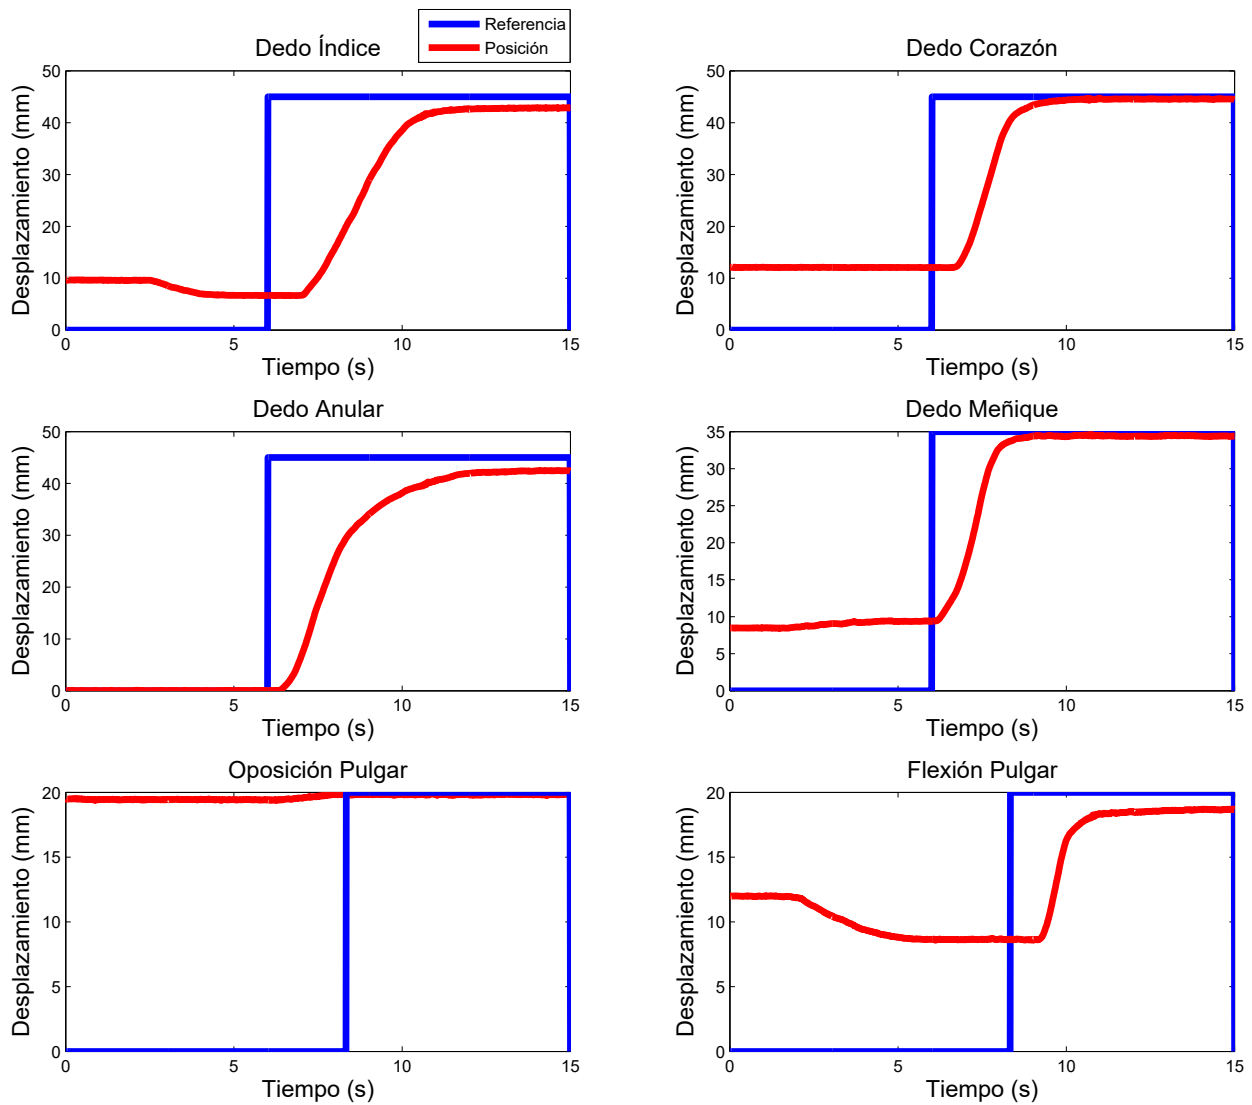 Referencia
Posición
Dedo Índice
Desplazamiento (mm)
50
40
30
20
10
0
0 5 10 15
Tiempo (s)
Dedo Corazón
Desplazamiento (mm)
50
40
30
20
10
0
0 5 10 15
Tiempo (s)
Dedo Anular
Desplazamiento (mm)
50
40
30
20
10
0
0 5 10 15
Tiempo (s)
Dedo Meñique
Desplazamiento (mm)
35
30
25
20
15
10
5
0
0 5 10 15
Tiempo (s)
Oposición Pulgar
Desplazamiento (mm)
20
15
10
5
0
0 5 10 15
Tiempo (s)
Flexión Pulgar
Desplazamiento (mm)
20
15
10
5
0
0 5 10 15
Tiempo (s)